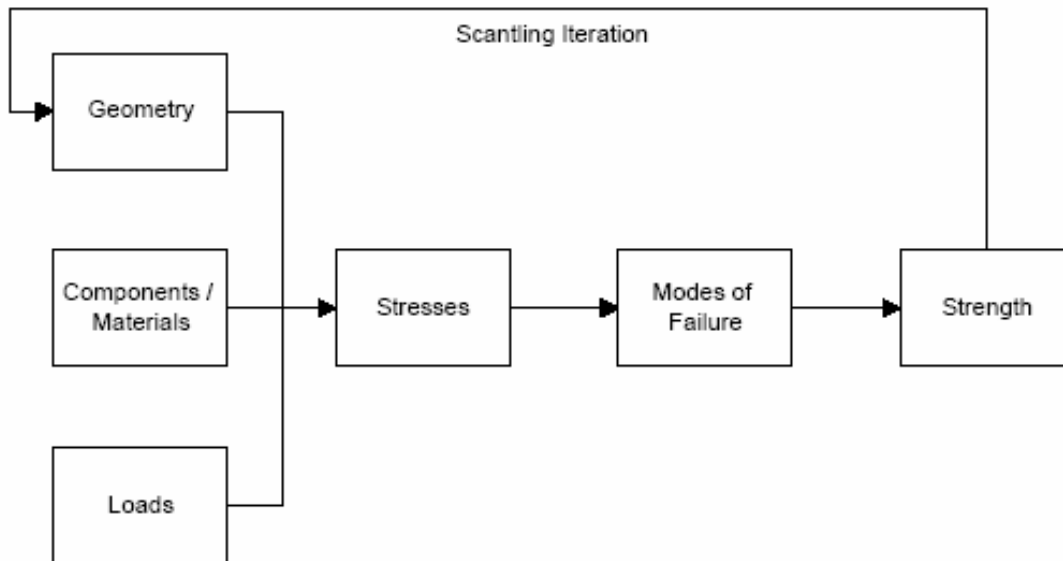 Scantling Iteration
Geometry
Components /
Materials
Stresses
Modes of
Failure
Strength
Loads